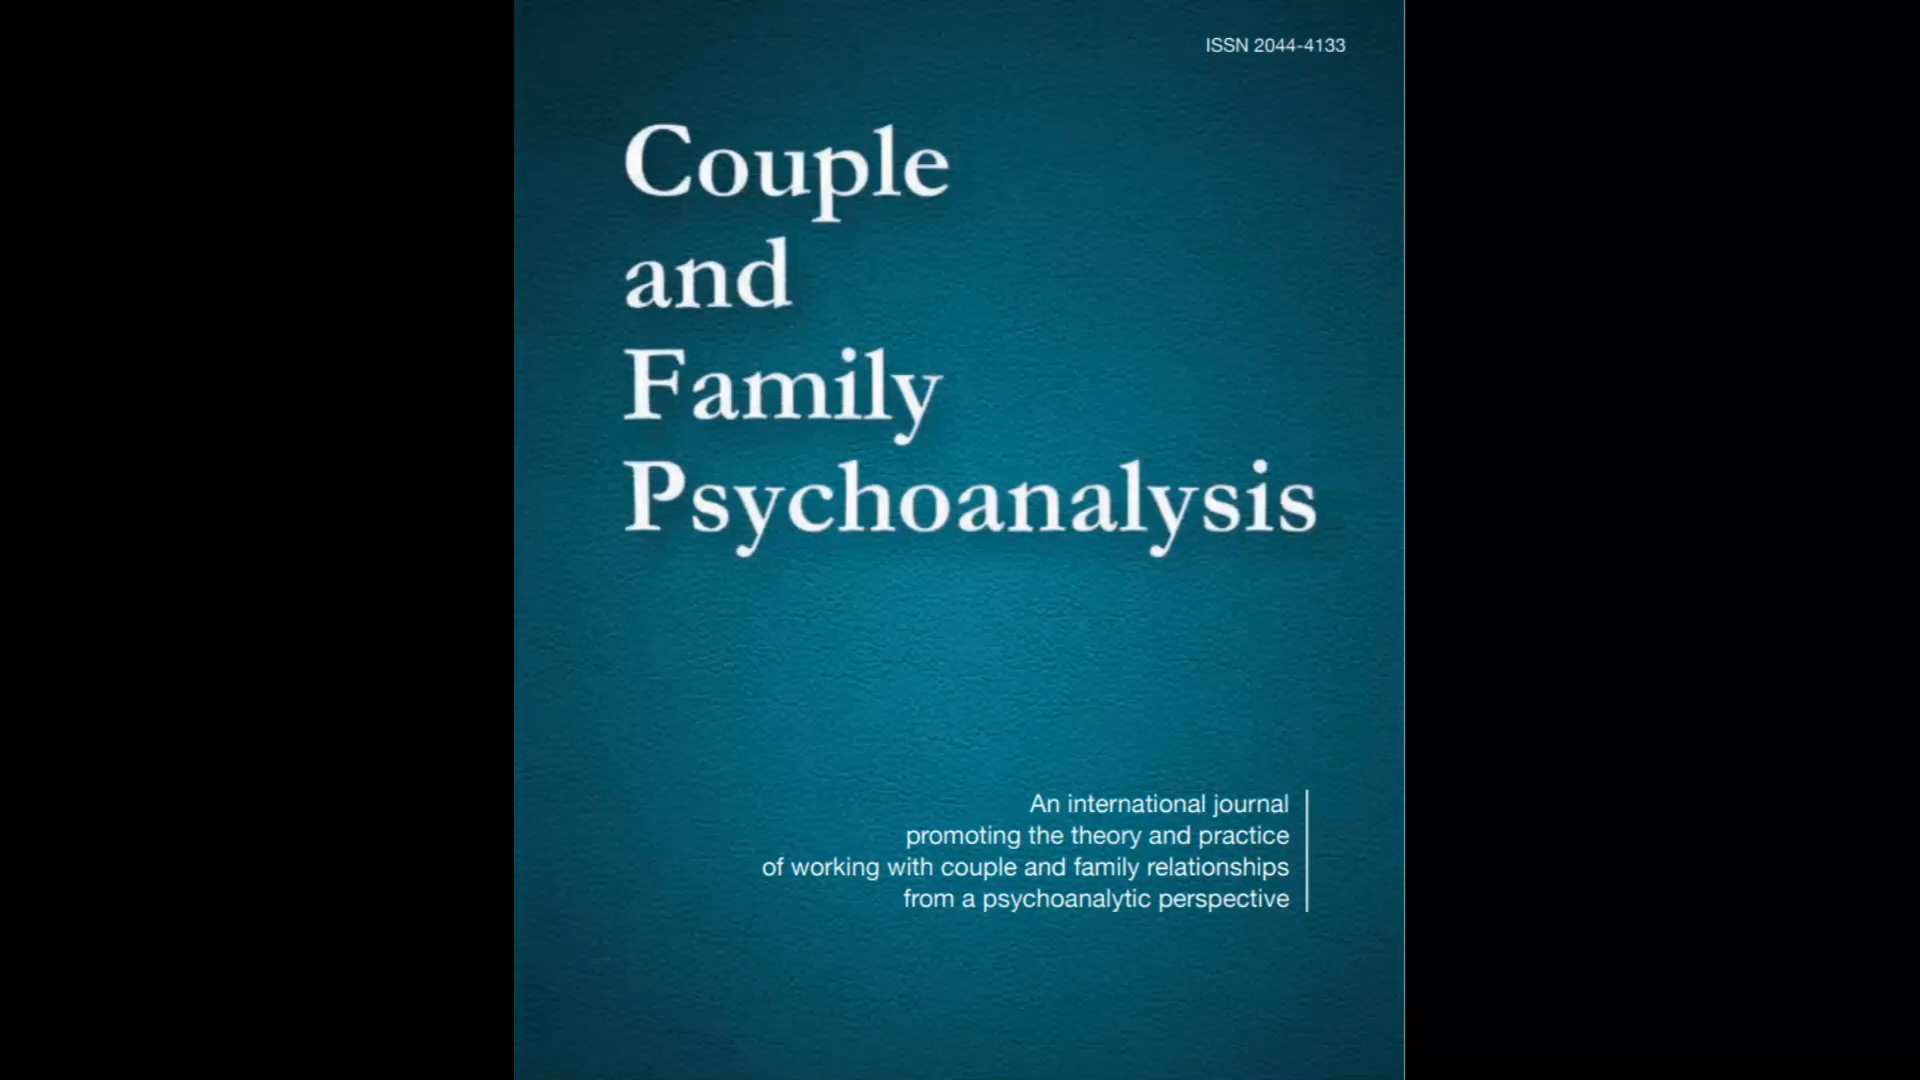 ISSN 2044-4133
Couple
and
Family
Psychoanalysis
An international journal
promoting the theory and practice
of working with couple and family relationships
from a psychoanalytic perspective